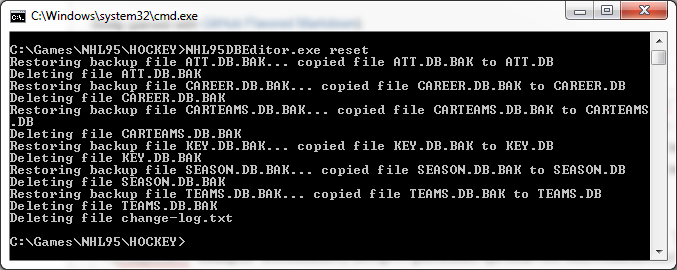 C:\Windows\system32\cmd.exe
C:\Games\NHL95\HOCKEY>NHL95DBEditor.exe reset
Restoring backup file ATT.DB.BAK... copied file ATT.DB.BAK to ATT.DB
Deleting file ATT.DB.BAK
Restoring backup file CAREER.DB.BAK... copied file CAREER.DB.BAK to CAREER.DB
Deleting file CAREER.DB.BAK
Restoring backup file CARTEAMS.DB.BAK... copied file CARTEAMS.DB.BAK to CARTEAMS
.DB
Deleting file CARTEAMS.DB.BAK
Restoring backup file KEY.DB.BAK... copied file KEY.DB.BAK to KEY.DB
Deleting file KEY.DB.BAK
Restoring backup file SEASON.DB.BAK... copied file SEASON.DB.BAK to SEASON.DB
Deleting file SEASON.DB.BAK
Restoring backup file TEAMS.DB.BAK... copied file TEAMS.DB.BAK to TEAMS.DB
Deleting file TEAMS.DB.BAK
Deleting file change-log.txt
C:\Games\NHL95\HOCKEY>